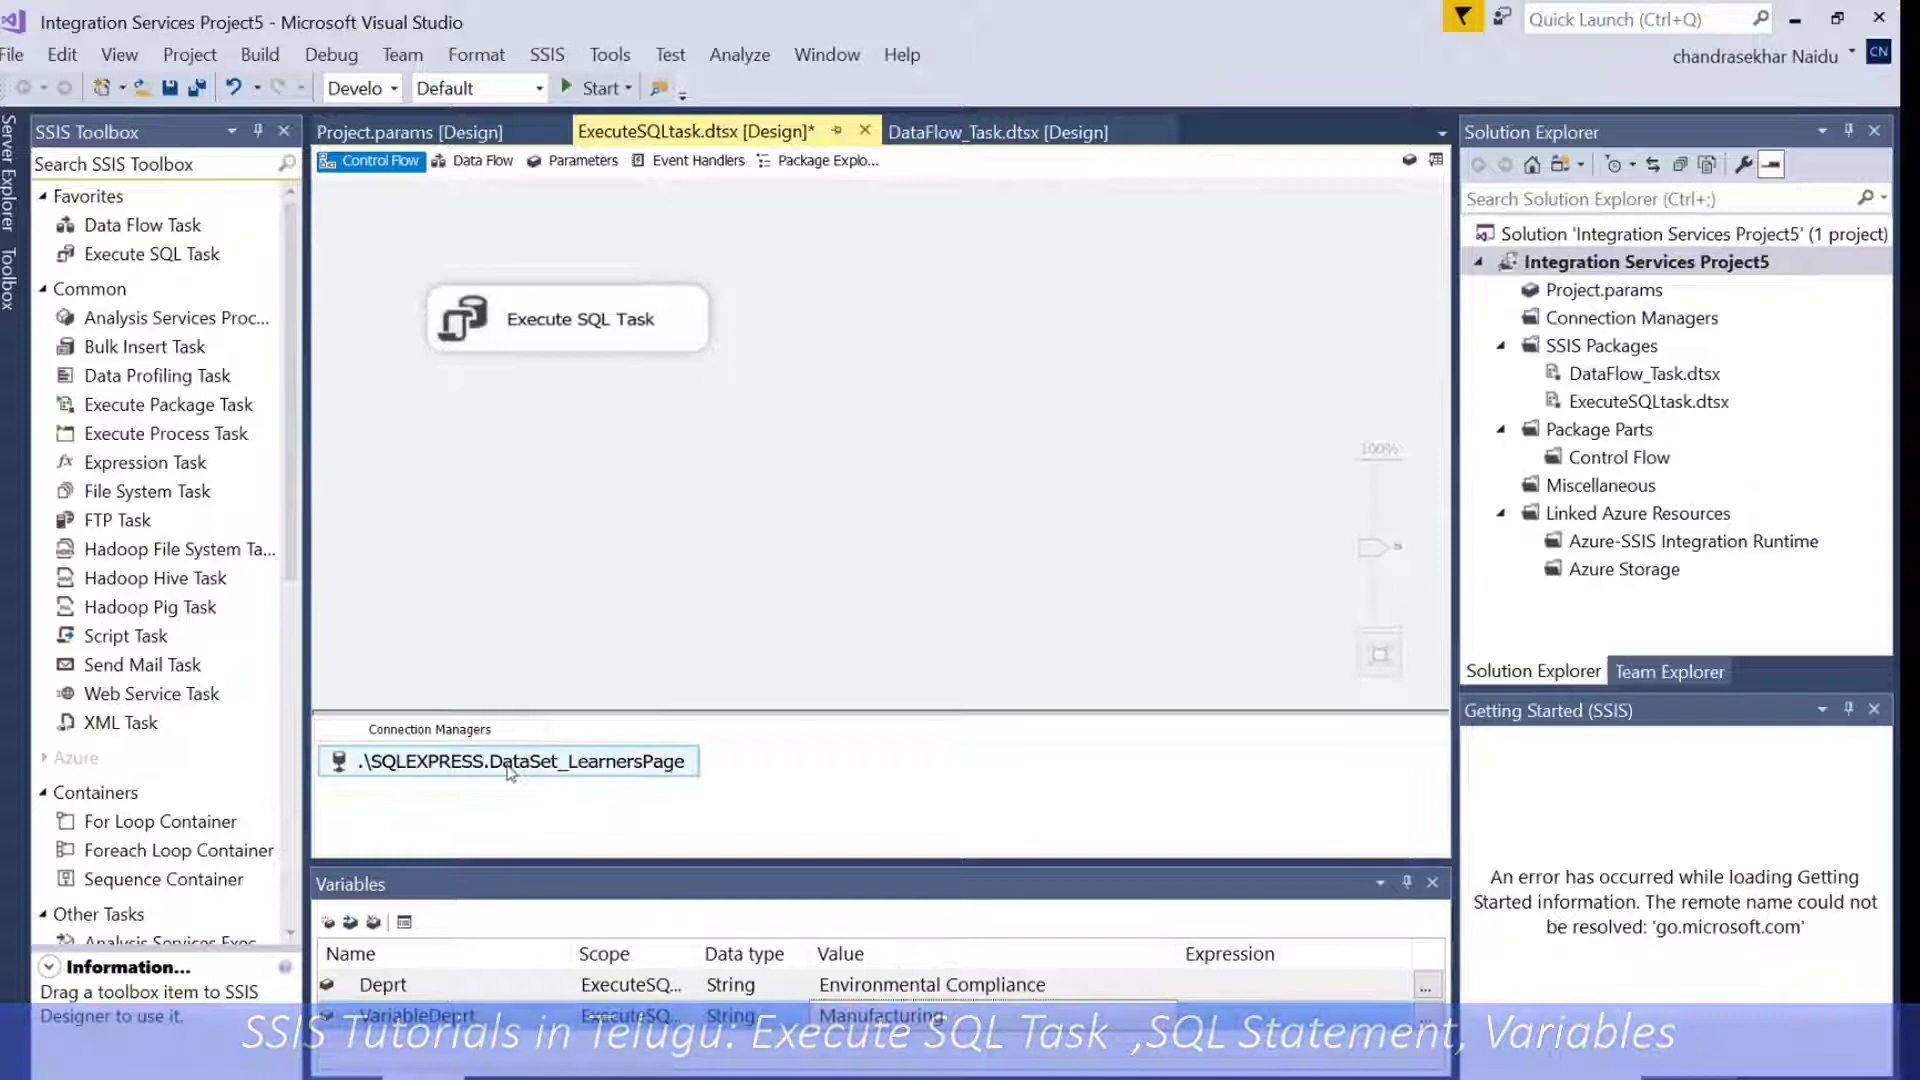 Integration Services Project5 - Microsoft Visual Studio
Quick Launch (Ctrl+Q)
File Edit View Project Build Debug Team Format SSIS Tools Test Analyze Window Help
chandrasekhar Naidu
CN
Develo Default Start
Server Explorer
Toolbox
SSIS Toolbox
Search SSIS Toolbox
Favorites
Data Flow Task
Execute SQL Task
Common
Analysis Services Proc...
Bulk Insert Task
Data Profiling Task
Execute Package Task
Execute Process Task
Expression Task
File System Task
FTP Task
Hadoop File System Ta...
Hadoop Hive Task
Hadoop Pig Task
Script Task
Send Mail Task
Web Service Task
XML Task
Azure
Containers
For Loop Container
Foreach Loop Container
Sequence Container
Other Tasks
Analysis Services Exec
Information...
Drag a toolbox item to SSIS
Designer to use it.
Project.params [Design]
ExecuteSQLtask.dtsx [Design]*
DataFlow_Task.dtsx [Design]
Control Flow Data Flow Parameters Event Handlers Package Explo...
Execute SQL Task
100%
Connection Managers
.\SQLEXPRESS.DataSet_LearnersPage
Variables
Name Scope Data type Value Expression
Deprt ExecuteSQ... String Environmental Compliance ...
VariableDeprt ExecuteSQ... String Manufacturing ...
Solution Explorer
Search Solution Explorer (Ctrl+;)
Solution 'Integration Services Project5' (1 project)
Integration Services Project5
Project.params
Connection Managers
SSIS Packages
DataFlow_Task.dtsx
ExecuteSQLtask.dtsx
Package Parts
Control Flow
Miscellaneous
Linked Azure Resources
Azure-SSIS Integration Runtime
Azure Storage
Solution Explorer Team Explorer
Getting Started (SSIS)
An error has occurred while loading Getting
Started information. The remote name could not
be resolved: 'go.microsoft.com'
SSIS Tutorials in Telugu: Execute SQL Task ,SQL Statement, Variables